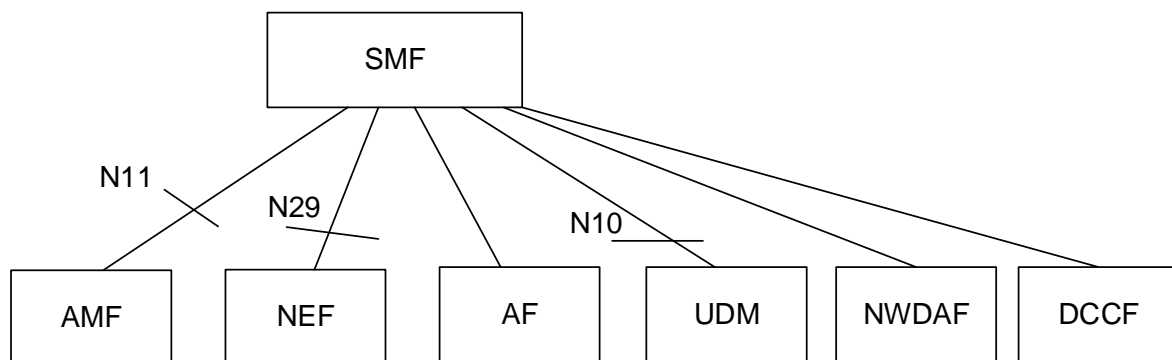 SMF
N11
N29
N10
AMF
NEF
AF
UDM
NWDAF
DCCF